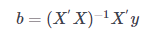 b = (X′X)⁻¹X′y